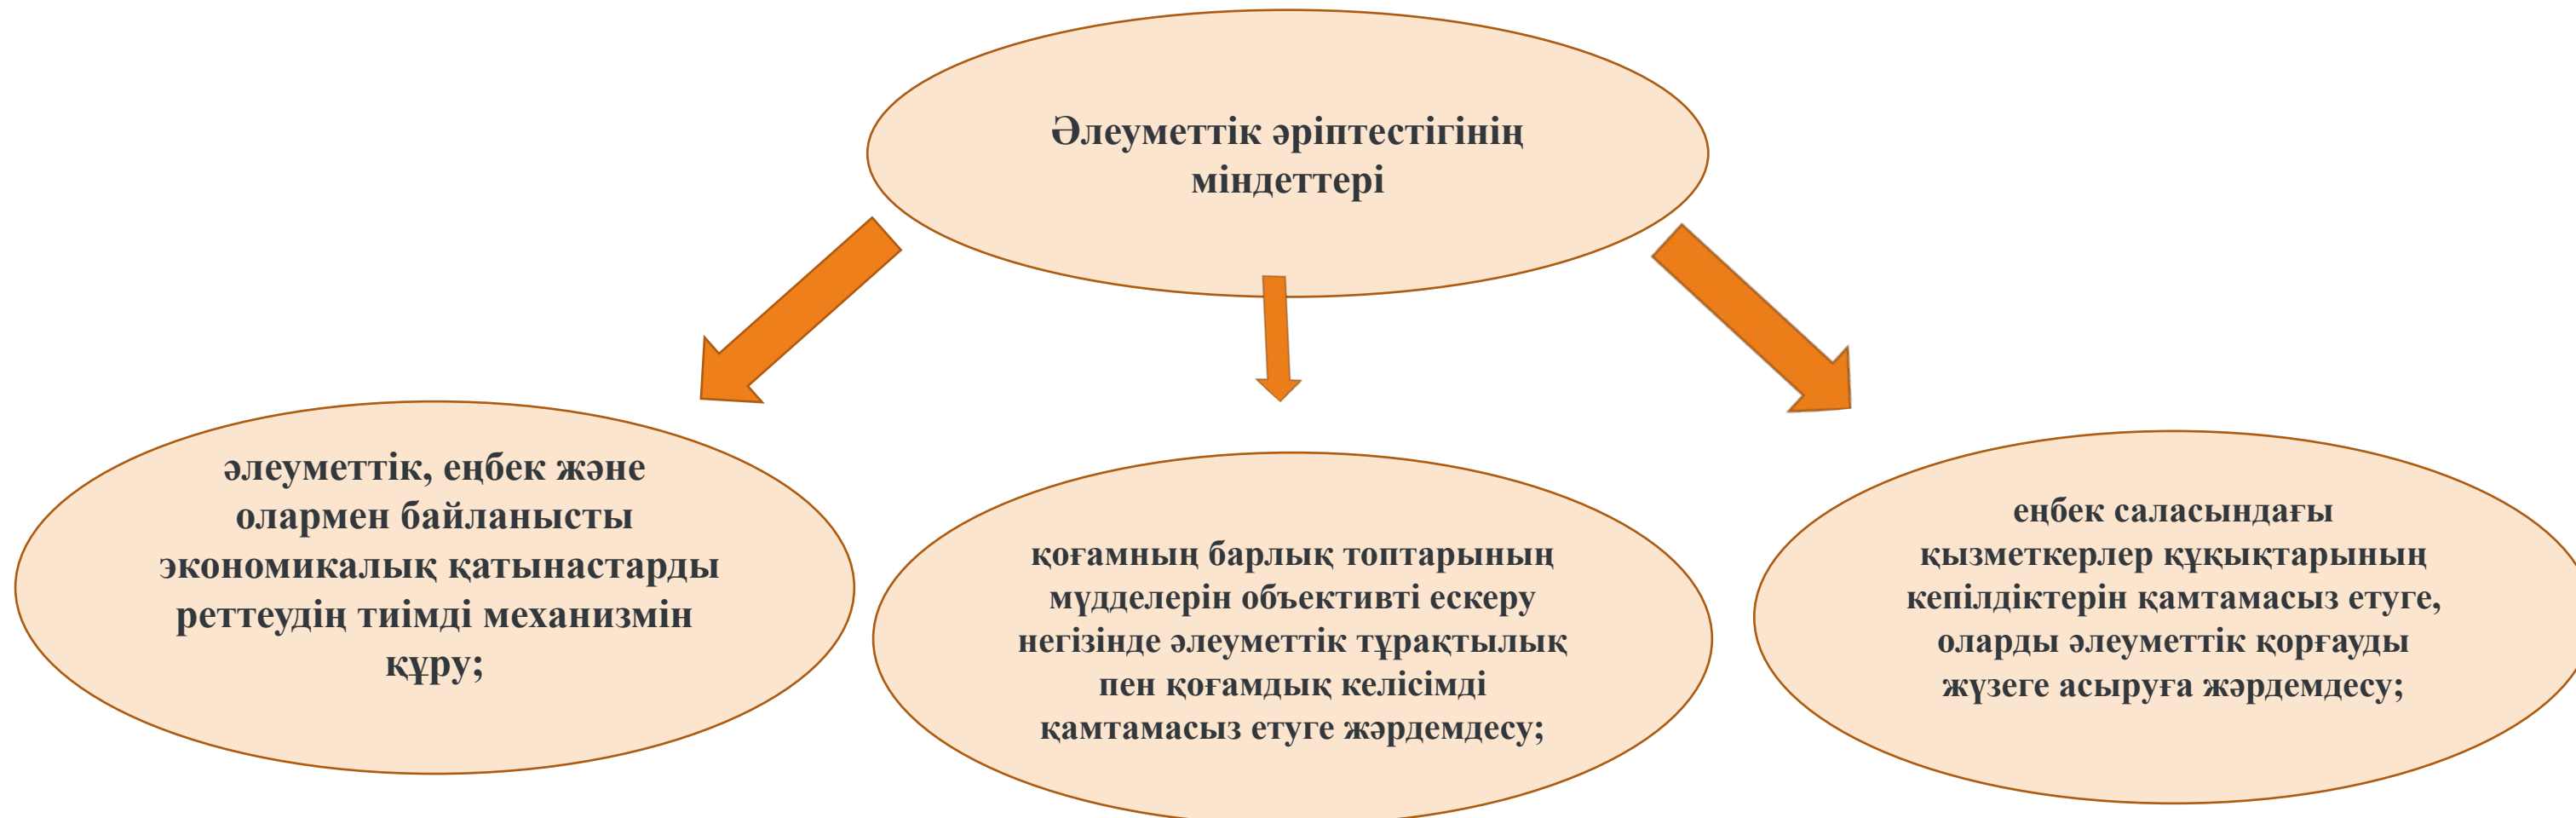 Әлеуметтік әріптестігінің
міндеттері
әлеуметтік, еңбек және
олармен байланысты
экономикалық қатынастарды
реттеудің тиімді механизмін
құру;
қоғамның барлық топтарының
мүдделерін объективті ескеру
негізінде әлеуметтік тұрақтылық
пен қоғамдық келісімді
қамтамасыз етуге жәрдемдесу;
еңбек саласындағы
қызметкерлер құқықтарының
кепілдіктерін қамтамасыз етуге,
оларды әлеуметтік қорғауды
жүзеге асыруға жәрдемдесу;